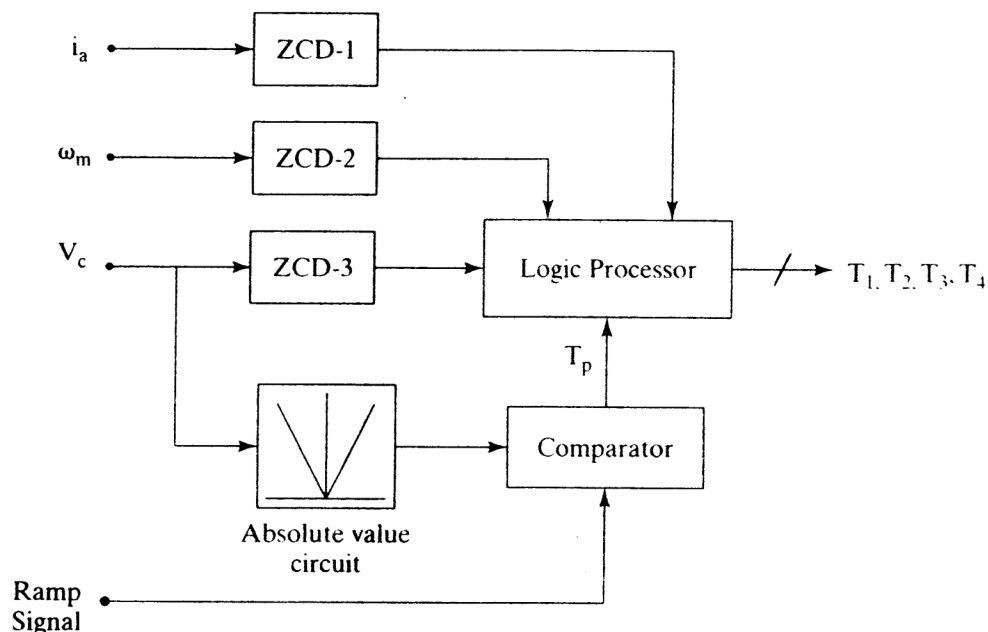 i_a
ZCD-1
ω_m
ZCD-2
V_c
ZCD-3
Logic Processor
T_1, T_2, T_3, T_4
T_p
Comparator
Absolute value
circuit
Ramp
Signal